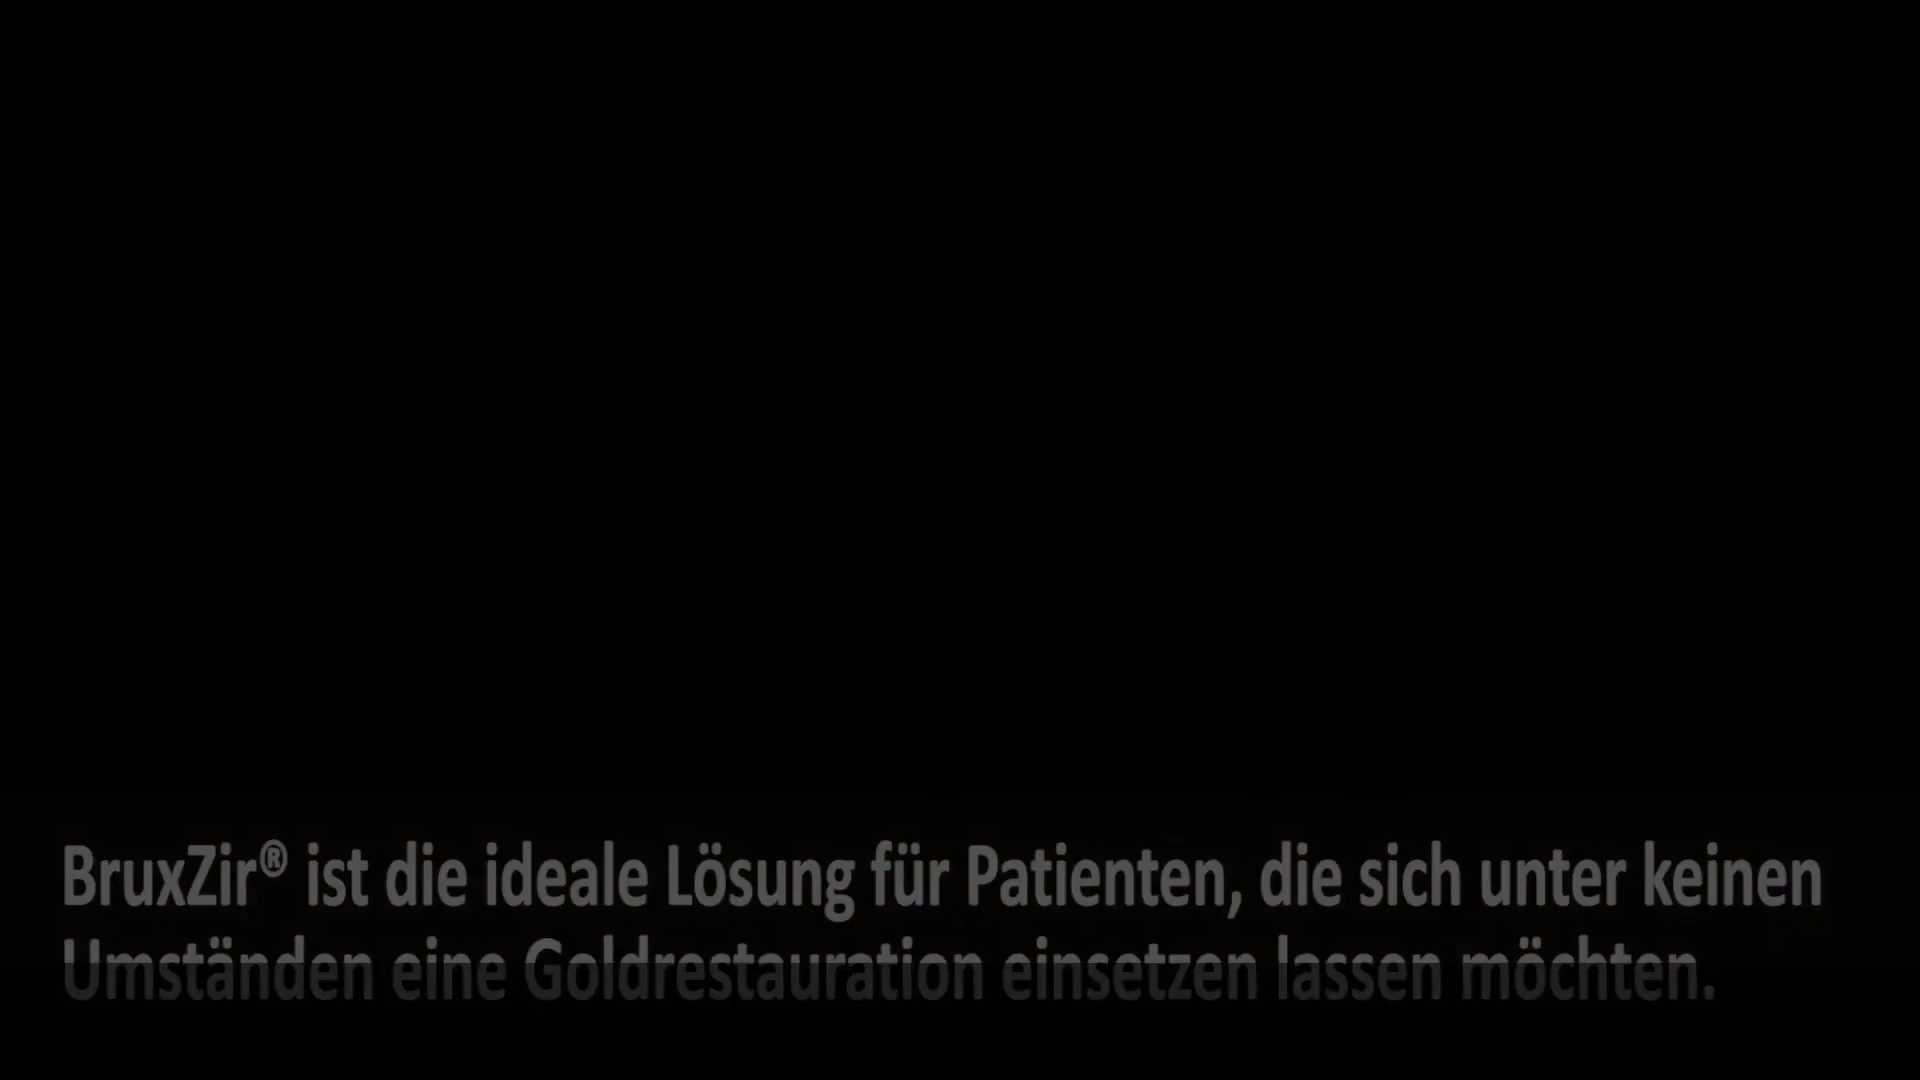 BruxZir® ist die ideale Lösung für Patienten, die sich unter keinen
Umständen eine Goldrestauration einsetzen lassen möchten.